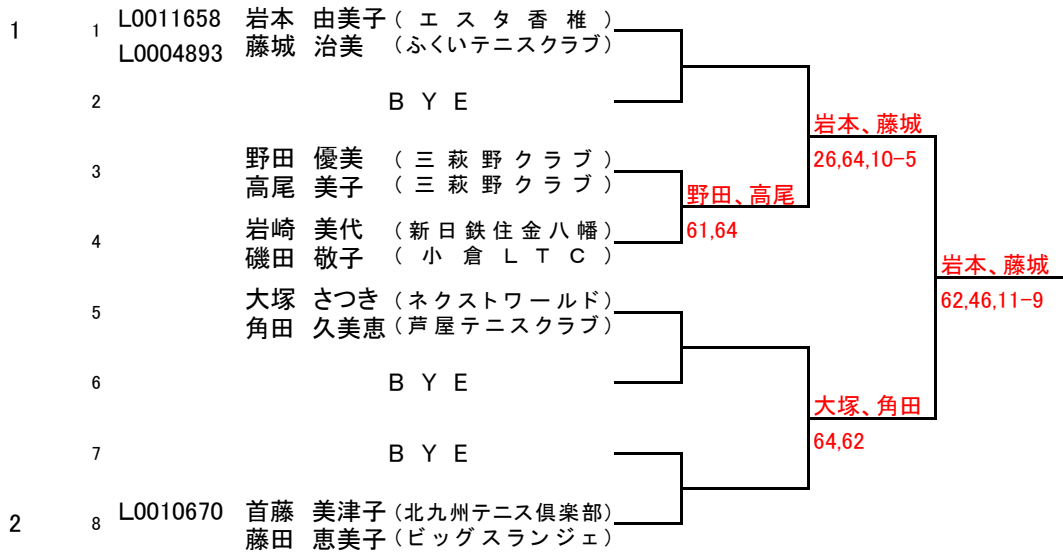 1 1 L0011658 岩本 由美子 (エスタ香椎)
L0004893 藤城 治美 (ふくいテニスクラブ)
2 BYE
岩本、藤城
26,64,10-5
3 野田 優美 (三萩野クラブ)
高尾 美子 (三萩野クラブ)
野田、高尾
61,64
4 岩崎 美代 (新日鉄住金八幡)
磯田 敬子 (小倉LTC)
岩本、藤城
62,46,11-9
5 大塚 さつき (ネクストワールド)
角田 久美恵 (芦屋テニスクラブ)
6 BYE
大塚、角田
64,62
7 BYE
2 8 L0010670 首藤 美津子 (北九州テニス倶楽部)
藤田 恵美子 (ビッグスランジェ)